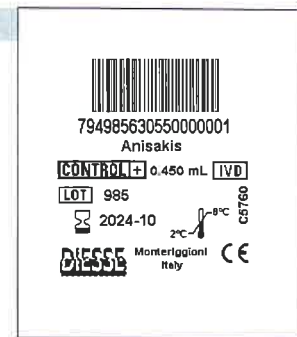 794985630550000001
Anisakis
CONTROL + 0.450 mL IVD
LOT 985
2024-10
2°C 8°C
C5760
DIESSE Monteriggioni
Italy CE